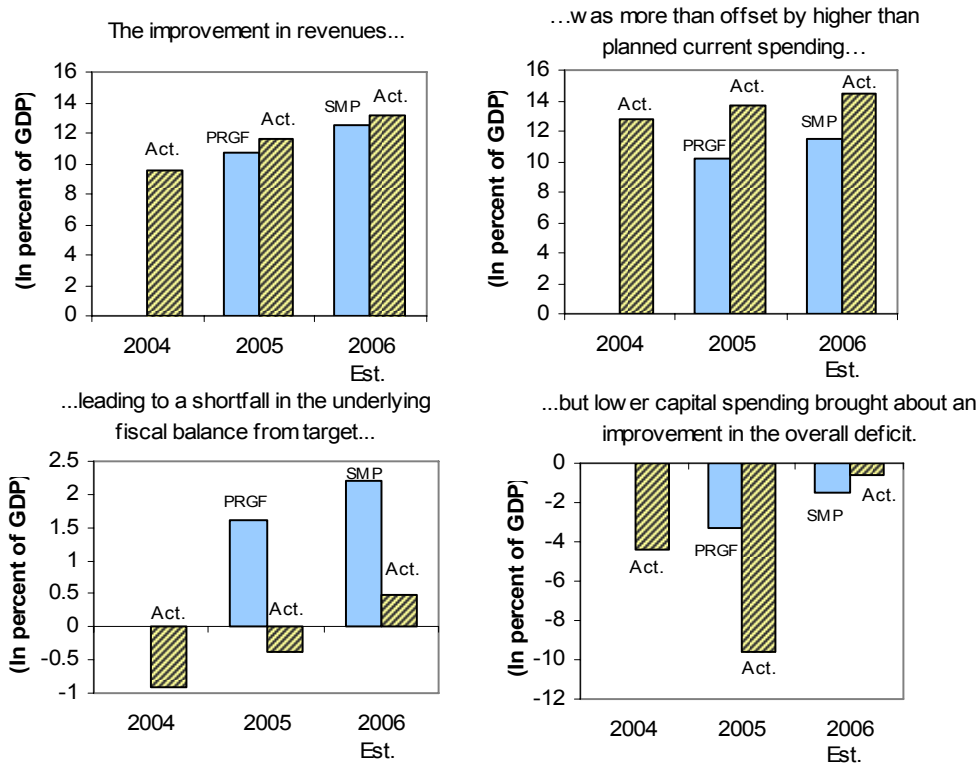 The improvement in revenues...
(In percent of GDP)
16
14
12
10
8
6
4
2
0
Act.
PRGF
Act.
SMP
Act.
2004
2005
2006
Est.
...was more than offset by higher than
planned current spending...
(In percent of GDP)
16
14
12
10
8
6
4
2
0
Act.
PRGF
Act.
SMP
Act.
2004
2005
2006
Est.
...leading to a shortfall in the underlying
fiscal balance from target...
(In percent of GDP)
2.5
2
1.5
1
0.5
0
-0.5
-1
Act.
PRGF
Act.
SMP
Act.
2004
2005
2006
Est.
...but lower capital spending brought about an
improvement in the overall deficit.
(In percent of GDP)
-0
-2
-4
-6
-8
-10
-12
Act.
PRGF
Act.
SMP
Act.
2004
2005
2006
Est.